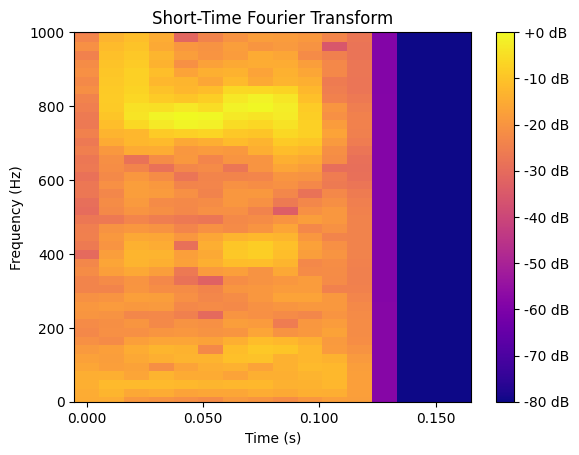 Short-Time Fourier Transform
1000
800
600
400
200
0
Frequency (Hz)
0.000
0.050
0.100
0.150
Time (s)
+0 dB
-10 dB
-20 dB
-30 dB
-40 dB
-50 dB
-60 dB
-70 dB
-80 dB